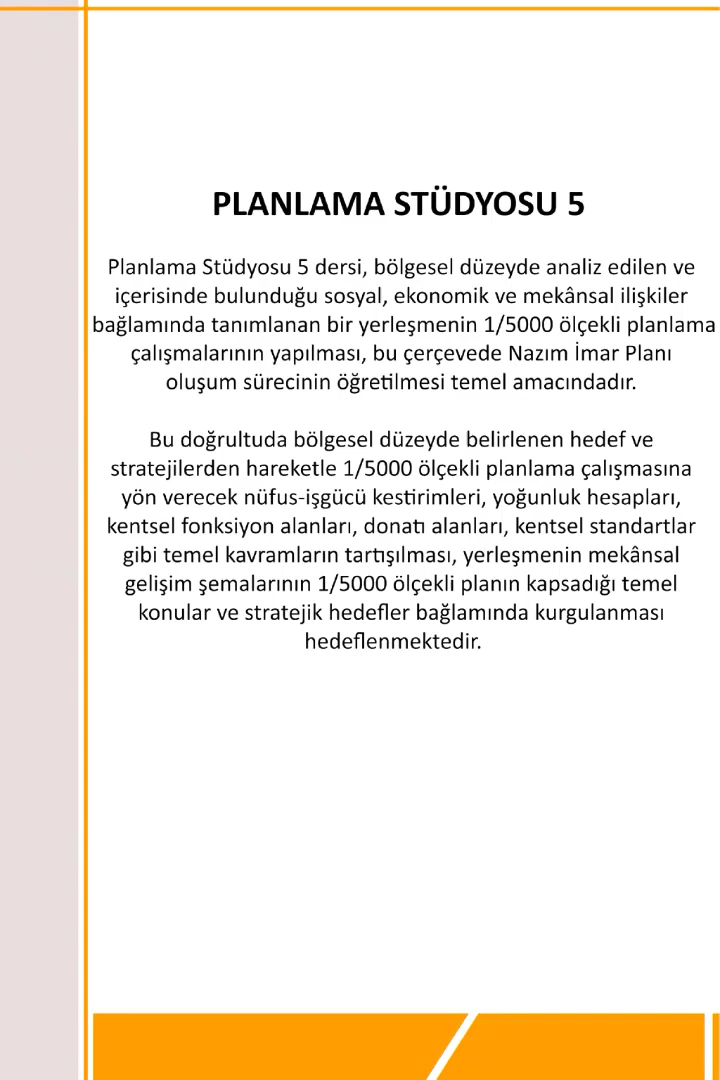 PLANLAMA STÜDYOSU 5
Planlama Stüdyosu 5 dersi, bölgesel düzeyde analiz edilen ve
içerisinde bulunduğu sosyal, ekonomik ve mekânsal ilişkiler
bağlamında tanımlanan bir yerleşmenin 1/5000 ölçekli planlama
çalışmalarının yapılması, bu çerçevede Nazım İmar Planı
oluşum sürecinin öğretilmesi temel amacındadır.
Bu doğrultuda bölgesel düzeyde belirlenen hedef ve
stratejilerden hareketle 1/5000 ölçekli planlama çalışmasına
yön verecek nüfus-işgücü kestirimleri, yoğunluk hesapları,
kentsel fonksiyon alanları, donatı alanları, kentsel standartlar
gibi temel kavramların tartışılması, yerleşmenin mekânsal
gelişim şemalarının 1/5000 ölçekli planın kapsadığı temel
konular ve stratejik hedefler bağlamında kurgulanması
hedeflenmektedir.